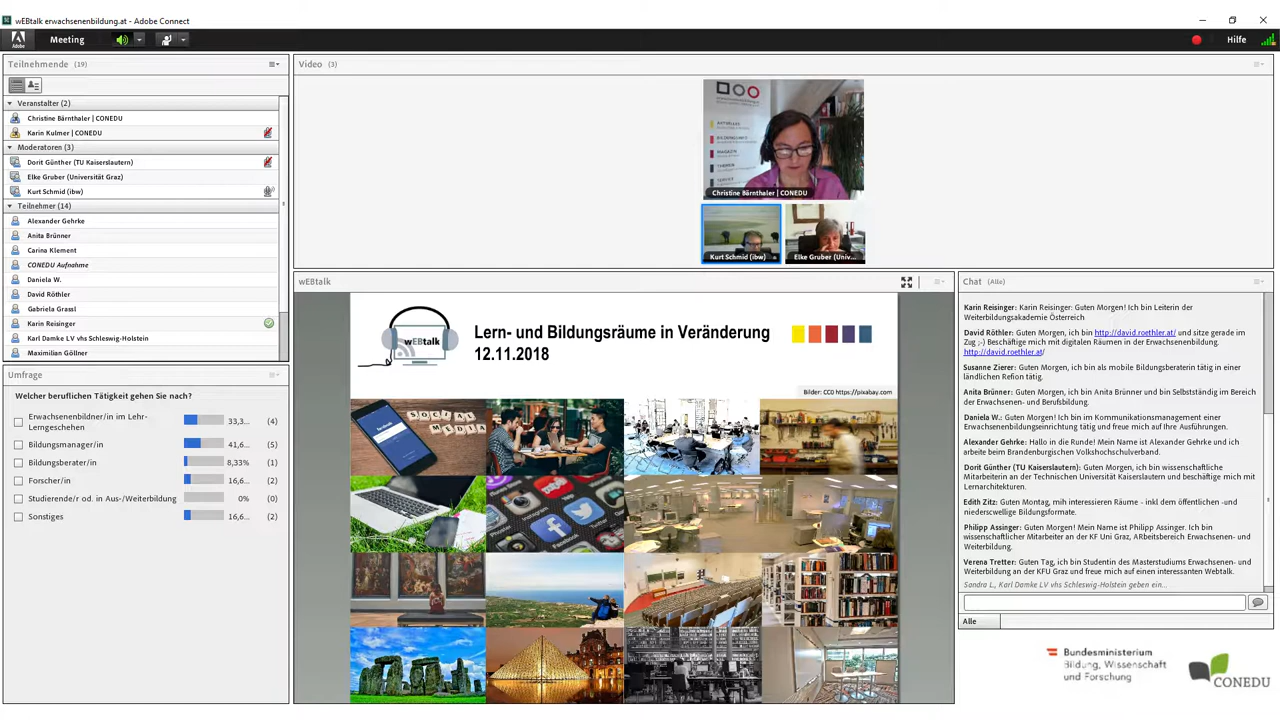 wEBtalk erwachsenenbildung.at - Adobe Connect
Adobe
Meeting
Hilfe
Teilnehmende (19)
Veranstalter (2)
Christine Bärnthaler | CONEDU
Karin Kulmer | CONEDU
Moderatoren (3)
Dorit Günther (TU Kaiserslautern)
Elke Gruber (Universität Graz)
Kurt Schmid (ibw)
Teilnehmer (14)
Alexander Gehrke
Anita Brünner
Carina Klement
CONEDU Aufnahme
Daniela W.
David Röthler
Gabriela Grassl
Karin Reisinger
Karl Damke LV vhs Schleswig-Holstein
Maximilian Göllner
Umfrage
Welcher beruflichen Tätigkeit gehen Sie nach?
Erwachsenenbildner/in im Lehr-
Lerngeschehen 33,3... (4)
Bildungsmanager/in 41,6... (5)
Bildungsberater/in 8,33% (1)
Forscher/in 16,6... (2)
Studierende/r od. in Aus-/Weiterbildung 0% (0)
Sonstiges 16,6... (2)
Video (3)
AKTUELLES
MAGAZIN
THEMEN
SERVICE
Christine Bärnthaler | CONEDU
Kurt Schmid (ibw)
Elke Gruber (Univ...
wEBtalk
wEBtalk
Lern- und Bildungsräume in Veränderung
12.11.2018
Bilder: CC0 https://pixabay.com
facebook
SOCIAL
MEDIA
Instagram
Facebook
Chat (Alle)
Karin Reisinger: Karin Reisinger: Guten Morgen! Ich bin Leiterin der
Weiterbildungsakademie Österreich
David Röthler: Guten Morgen, ich bin http://david.roethler.at/ und sitze gerade im
Zug ;-) Beschäftige mich mit digitalen Räumen in der Erwachsenenbildung.
http://david.roethler.at/
Susanne Zierer: Guten Morgen, ich bin als mobile Bildungsberaterin tätig in einer
ländlichen Refion tätig.
Anita Brünner: Guten Morgen, ich bin Anita Brünner und bin Selbstständig im Bereich
der Erwachsenen- und Berufsbildung.
Daniela W.: Guten Morgen! Ich bin im Kommunikationsmanagement einer
Erwachsenenbildungseinrichtung tätig und freue mich auf Ihre Ausführungen.
Alexander Gehrke: Hallo in die Runde! Mein Name ist Alexander Gehrke und ich
arbeite beim Brandenburgischen Volkshochschulverband.
Dorit Günther (TU Kaiserslautern): Guten Morgen, ich bin wissenschaftliche
Mitarbeiterin an der Technischen Universität Kaiserslautern und beschäftige mich mit
Lernarchitekturen.
Edith Zitz: Guten Montag, mih interessieren Räume - inkl dem öffentlichen -und
niederscwellige Bildungsformate.
Philipp Assinger: Guten Morgen! Mein Name ist Philipp Assinger. Ich bin
wissenschaftlicher Mitarbeiter an der KF Uni Graz, ARbeitsbereich Erwachsenen- und
Weiterbildung.
Verena Tretter: Guten Tag, ich bin Studentin des Masterstudiums Erwachsenen- und
Weiterbildung an der KFU Graz und freue mich auf einen interessanten Webtalk.
Sandra L., Karl Damke LV vhs Schleswig-Holstein geben ein...
Alle
Bundesministerium
Bildung, Wissenschaft
und Forschung
CONEDU